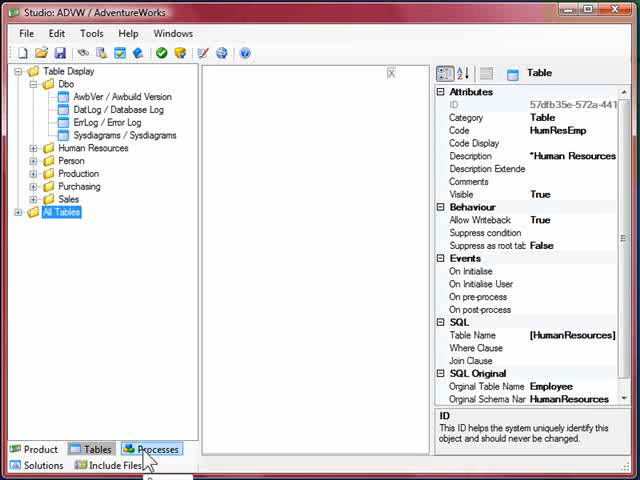 Studio: ADVW / AdventureWorks
File Edit Tools Help Windows
Table Display
Dbo
AwbVer / Awbuild Version
DatLog / Database Log
ErrLog / Error Log
Sysdiagrams / Sysdiagrams
Human Resources
Person
Production
Purchasing
Sales
All Tables
X
Table
Attributes
ID 57dfb35e-572a-441
Category Table
Code HumResEmp
Code Display
Description *Human Resources
Description Extende
Comments
Visible True
Behaviour
Allow Writeback True
Suppress condition
Suppress as root tab False
Events
On Initialise
On Initialise User
On pre-process
On post-process
SQL
Table Name [HumanResources]
Where Clause
Join Clause
SQL Original
Orginal Table Name Employee
Orginal Schema Nar HumanResources
ID
This ID helps the system uniquely identify this
object and should never be changed.
Product Tables Processes
Solutions Include Files